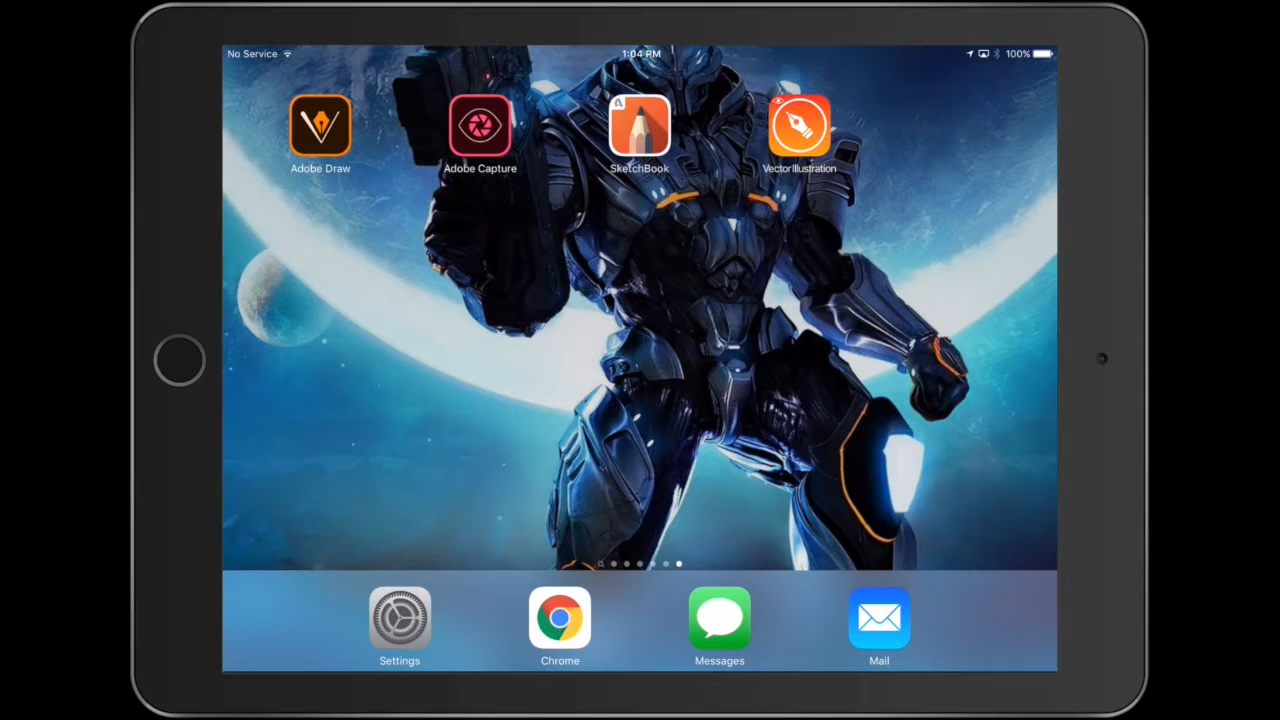 No Service
1:04 PM
100%
Adobe Draw
Adobe Capture
SketchBook
VectorIllustration
Settings
Chrome
Messages
Mail